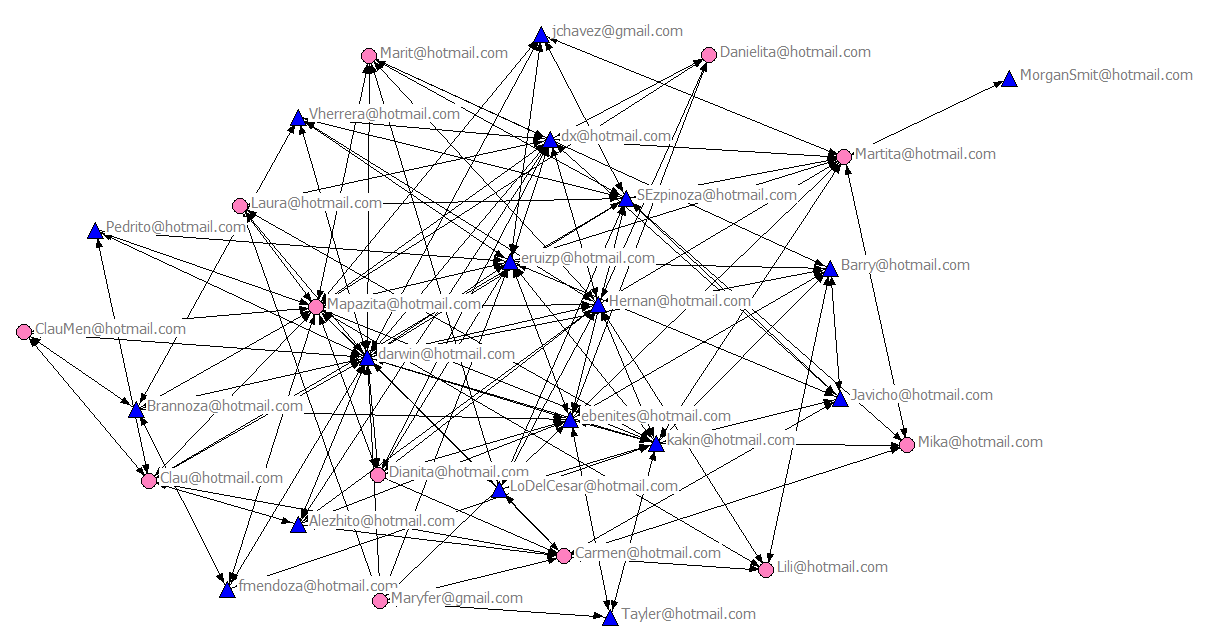 jchavez@gmail.com
Marit@hotmail.com
Danielita@hotmail.com
MorganSmit@hotmail.com
Vherrera@hotmail.com
dx@hotmail.com
Martita@hotmail.com
SEzpinoza@hotmail.com
Laura@hotmail.com
Pedrito@hotmail.com
eruizp@hotmail.com
Barry@hotmail.com
Mapazita@hotmail.com
Hernan@hotmail.com
ClauMen@hotmail.com
darwin@hotmail.com
Javicho@hotmail.com
Brannoza@hotmail.com
ebenites@hotmail.com
kakin@hotmail.com
Mika@hotmail.com
Clau@hotmail.com
Dianita@hotmail.com
LoDelCesar@hotmail.com
Alezhito@hotmail.com
Carmen@hotmail.com
Lili@hotmail.com
fmendoza@hotmail.com
Maryfer@gmail.com
Tayler@hotmail.com